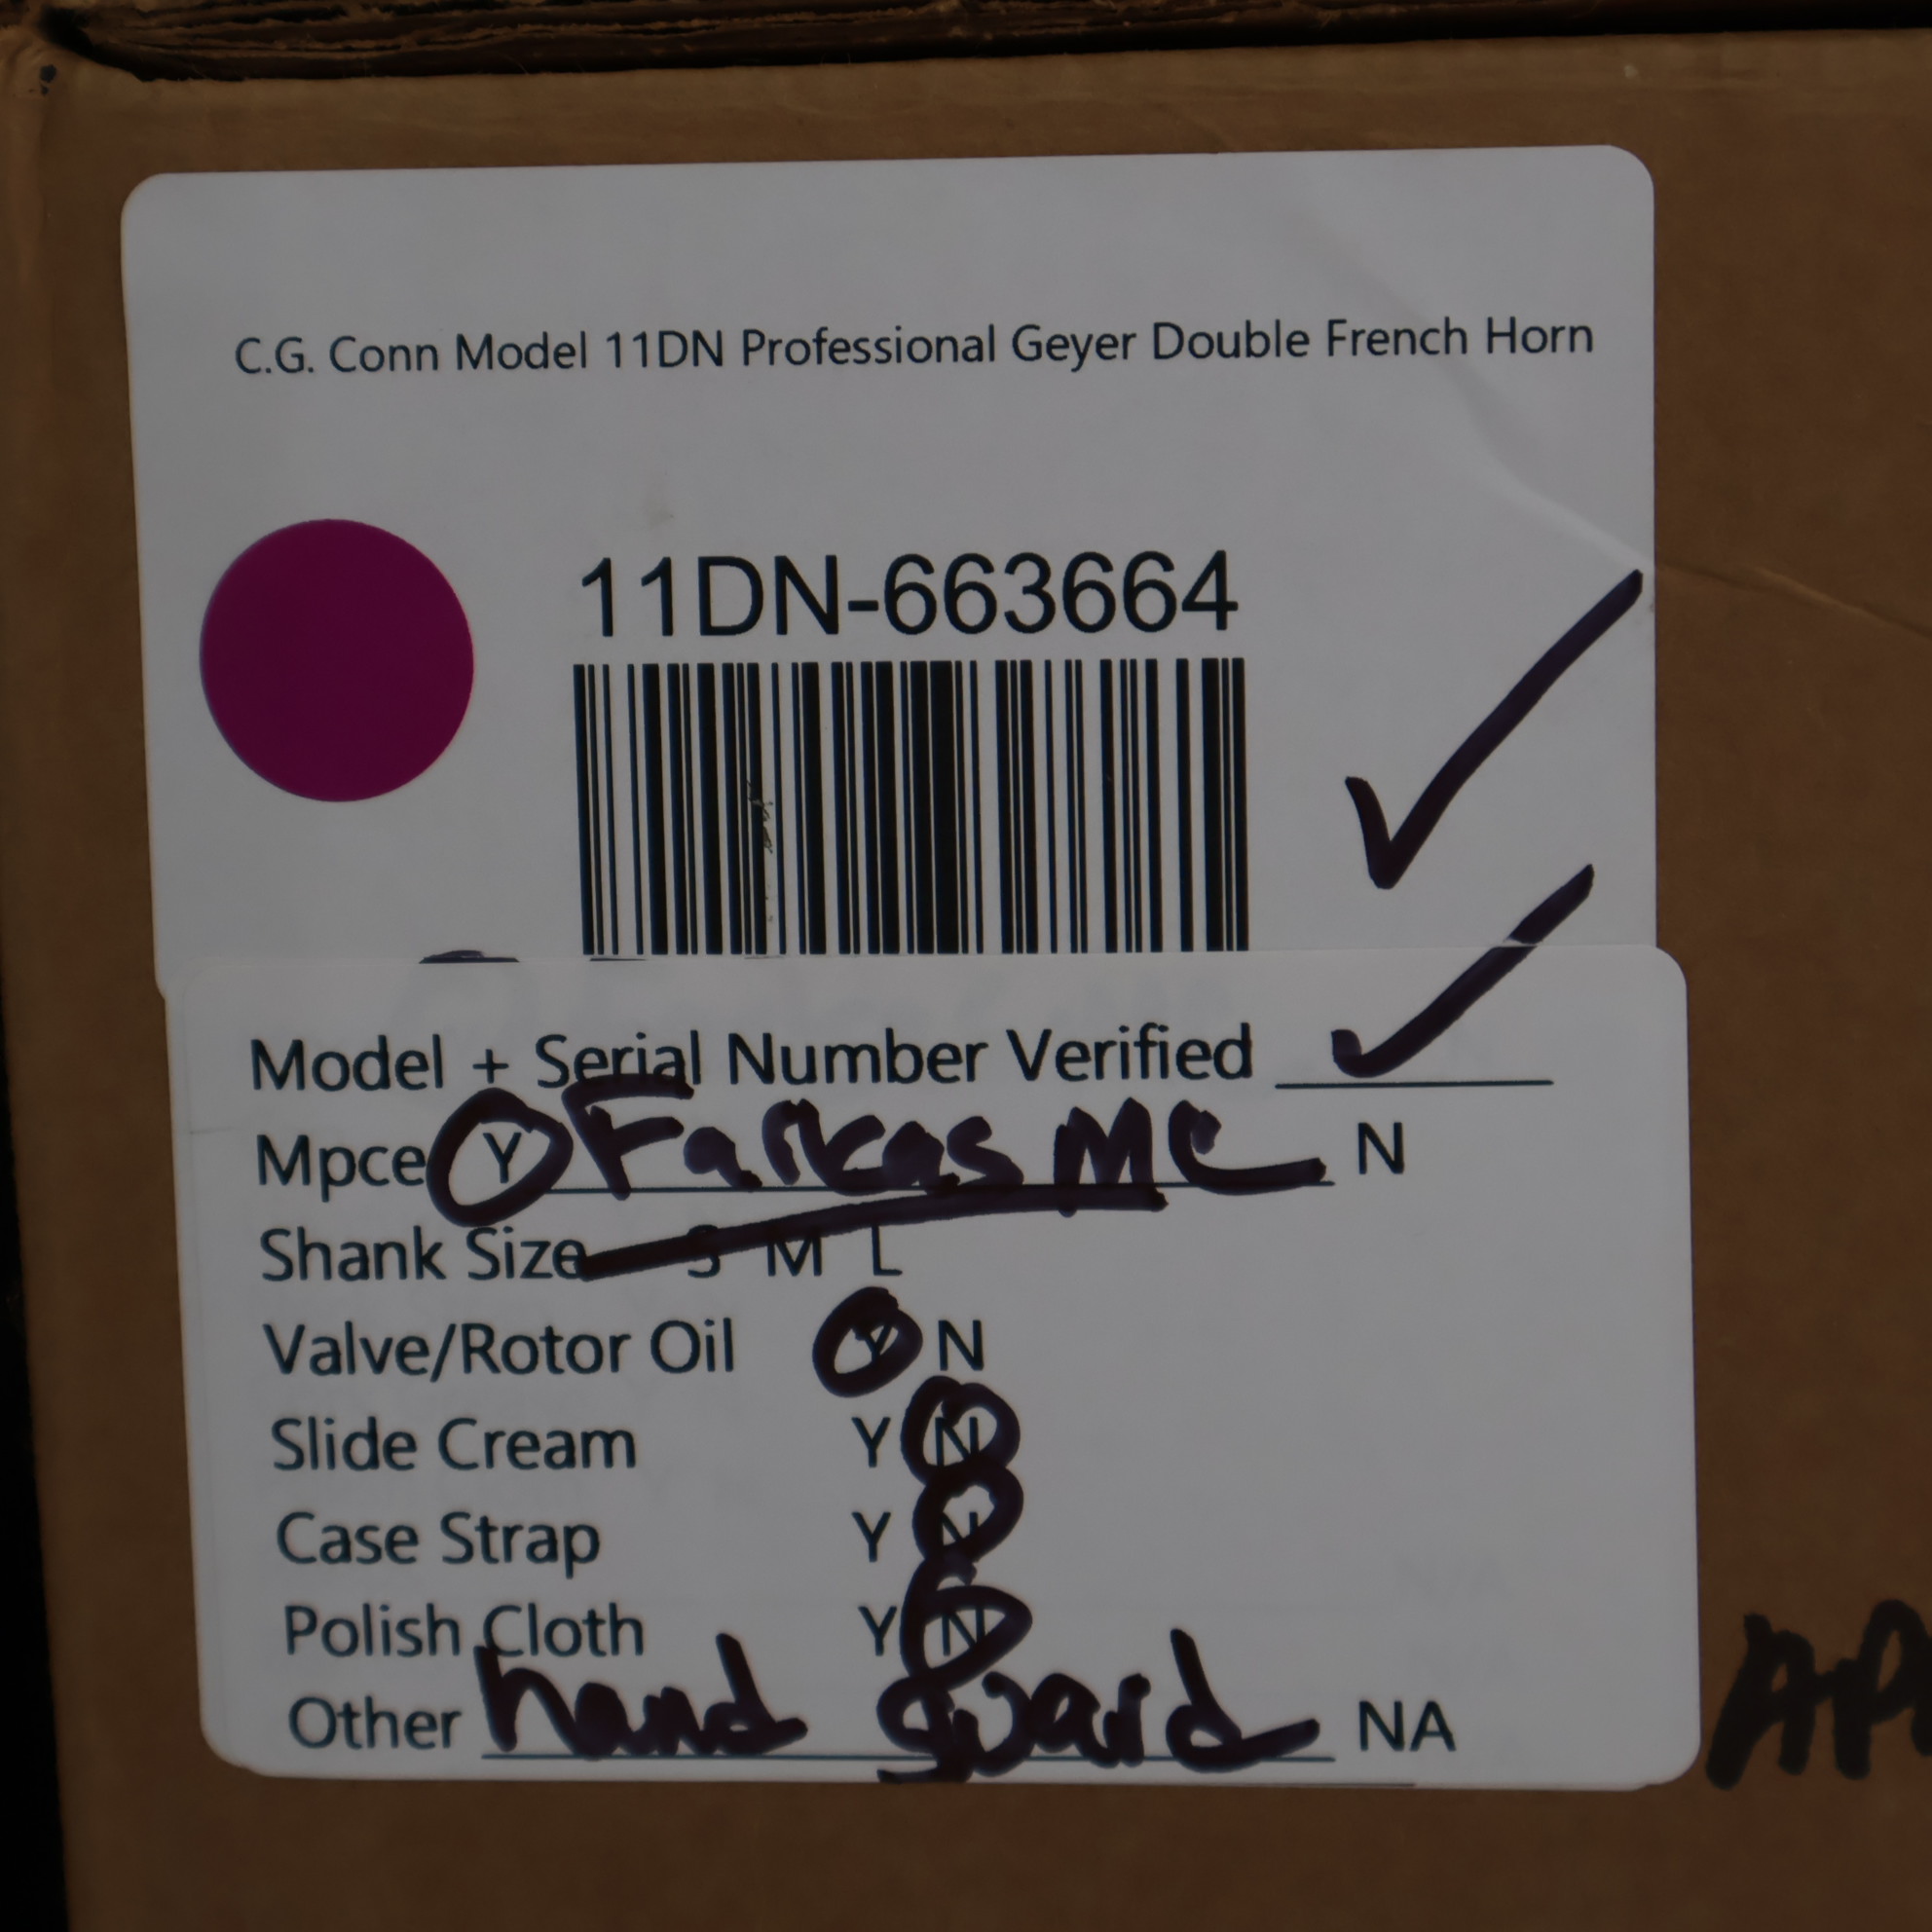 C.G. Conn Model 11DN Professional Geyer Double French Horn
11DN-663664
Model + Serial Number Verified
Mpce Y Farkas MC N
Shank Size S M L
Valve/Rotor Oil Y N
Slide Cream Y N
Case Strap Y N
Polish Cloth Y N
Other hand guard NA